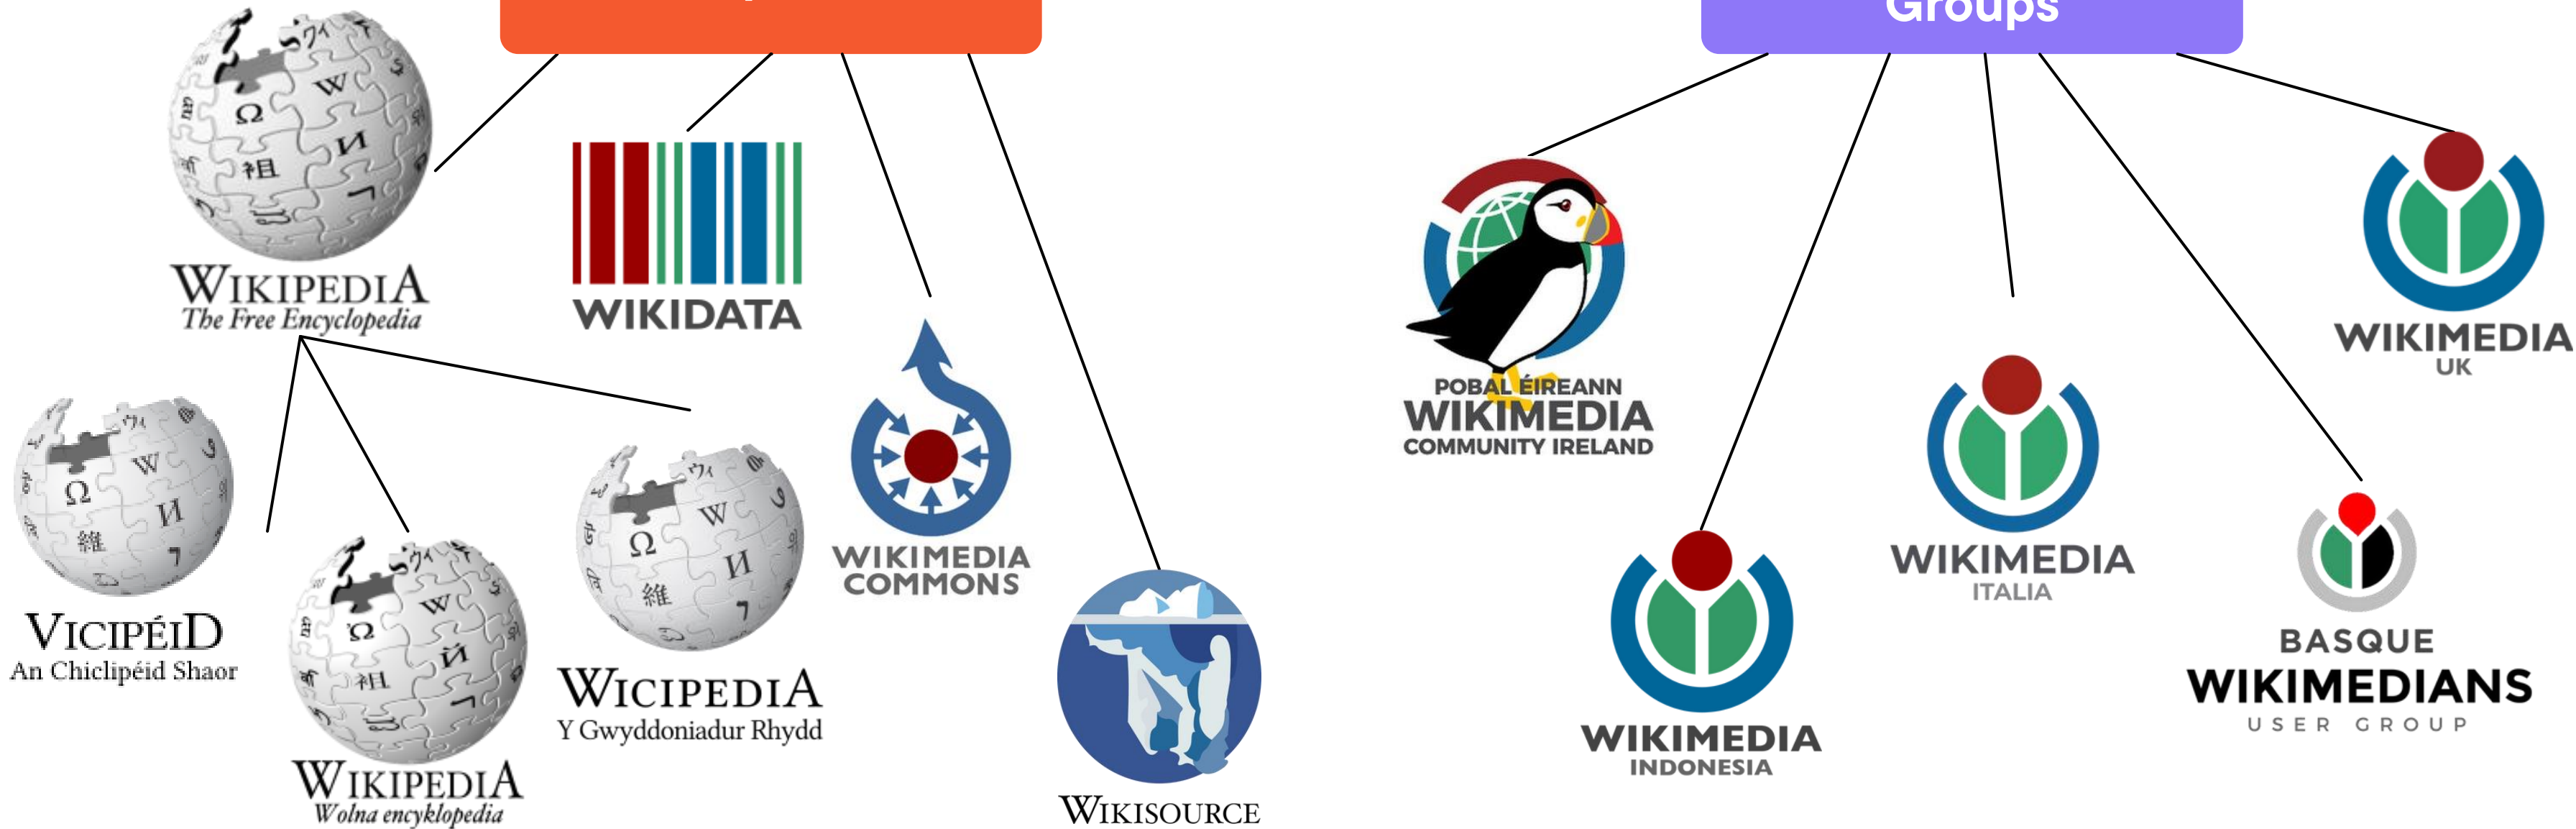 Groups
WIKIPEDIA
The Free Encyclopedia
WIKIDATA
VICIPÉID
An Chiclipéid Shaor
WIKIPEDIA
Wolna encyklopedia
WICIPEDIA
Y Gwyddoniadur Rhydd
WIKIMEDIA
COMMONS
WIKISOURCE
POBAL ÉIREANN
WIKIMEDIA
COMMUNITY IRELAND
WIKIMEDIA
INDONESIA
WIKIMEDIA
ITALIA
BASQUE
WIKIMEDIANS
USER GROUP
WIKIMEDIA
UK